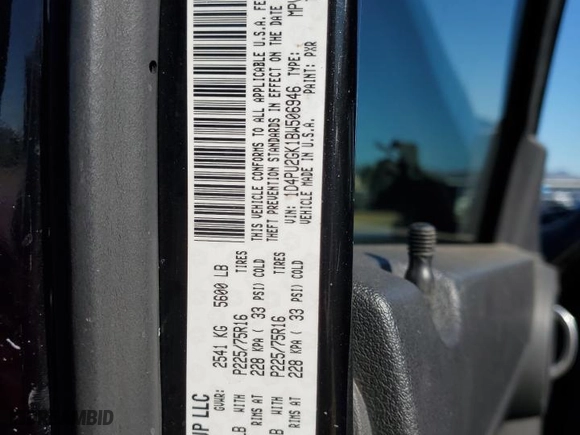 UP LLC
GVWR: 2541 KG 5600 LB
LB WITH P225/75R16 TIRES
RIMS AT 228 KPA ( 33 PSI) COLD
LB WITH P225/75R16 TIRES
RIMS AT 228 KPA ( 33 PSI) COLD
THIS VEHICLE CONFORMS TO ALL APPLICABLE U.S.A. FE
THEFT PREVENTION STANDARDS IN EFFECT ON THE DATE
VIN: 1D4PU2GK1BW506946 TYPE: MPV
VEHICLE MADE IN U.S.A. PAINT: PXR